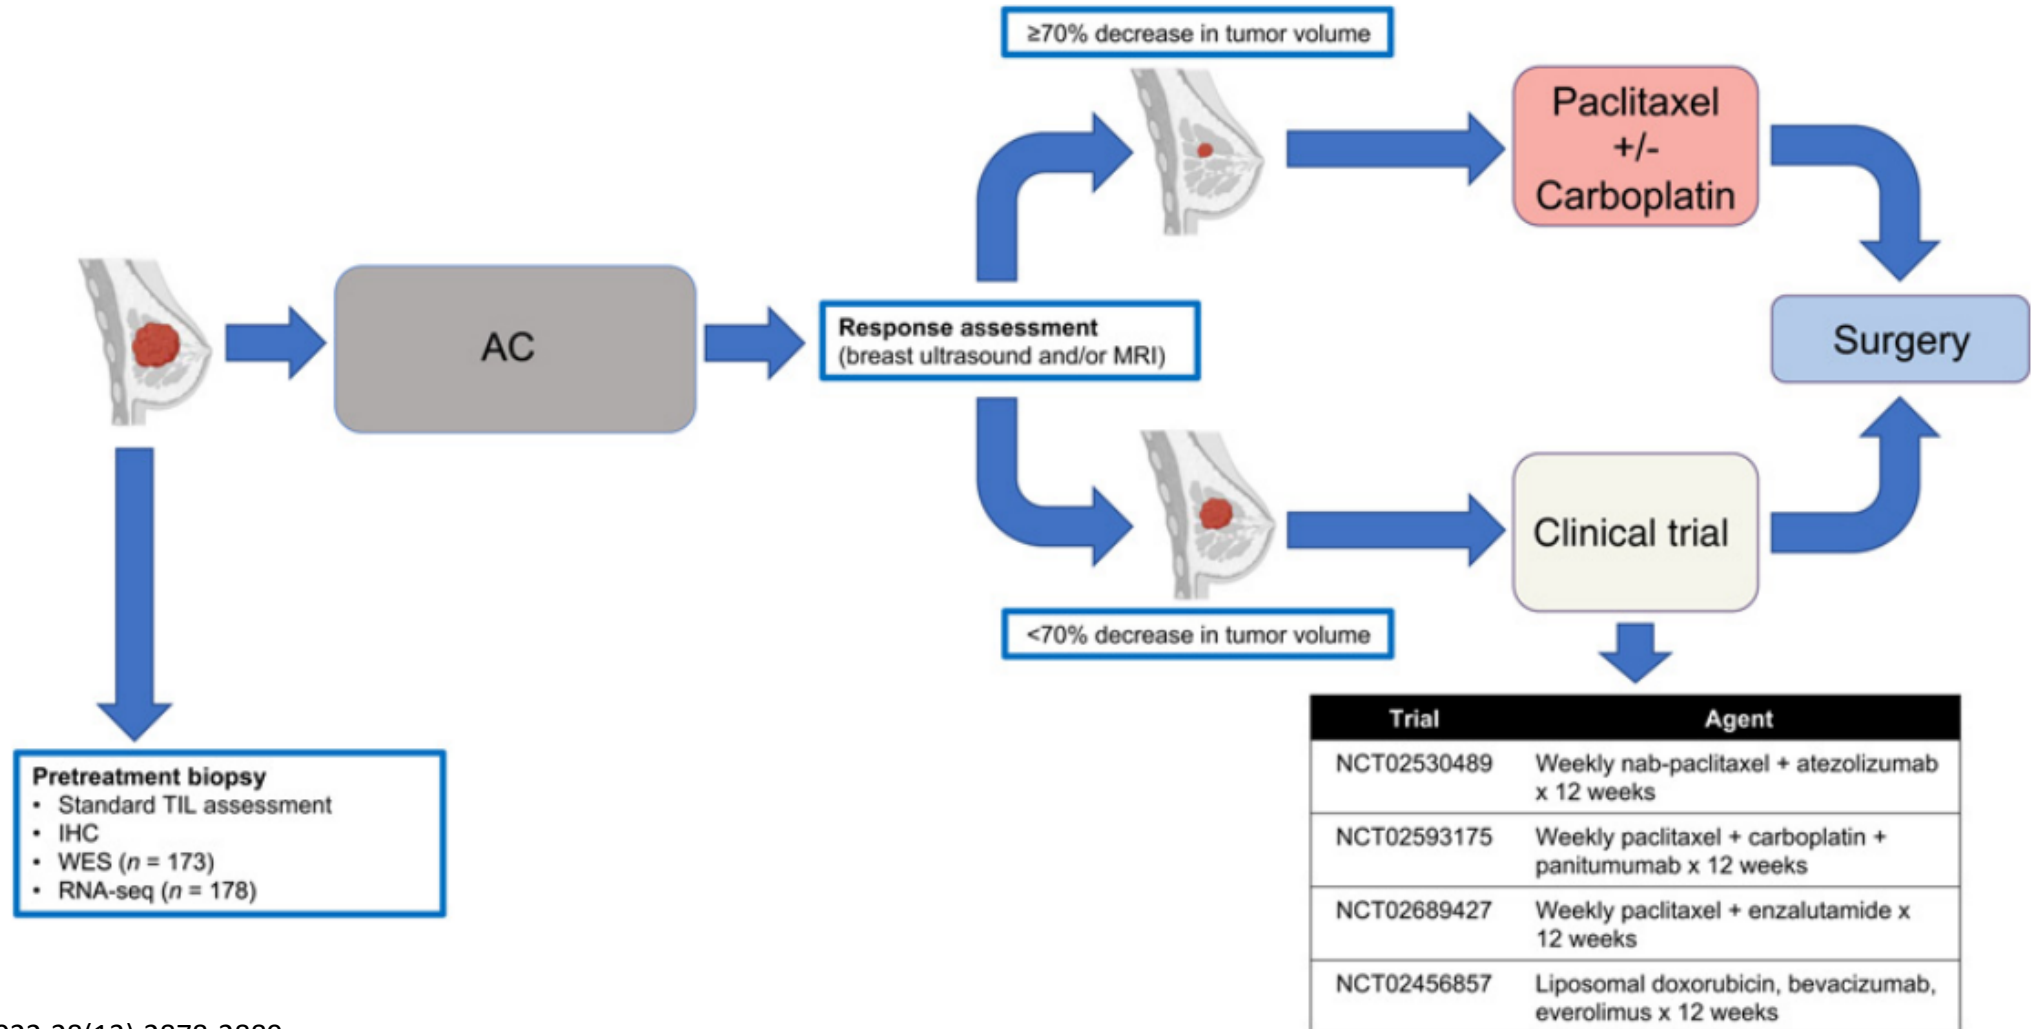 ≥70% decrease in tumor volume
Paclitaxel
+/-
Carboplatin
AC
Response assessment
(breast ultrasound and/or MRI)
Surgery
Clinical trial
<70% decrease in tumor volume
Pretreatment biopsy
• Standard TIL assessment
• IHC
• WES (n = 173)
• RNA-seq (n = 178)
Trial Agent
NCT02530489 Weekly nab-paclitaxel + atezolizumab
x 12 weeks
NCT02593175 Weekly paclitaxel + carboplatin +
panitumumab x 12 weeks
NCT02689427 Weekly paclitaxel + enzalutamide x
12 weeks
NCT02456857 Liposomal doxorubicin, bevacizumab,
everolimus x 12 weeks